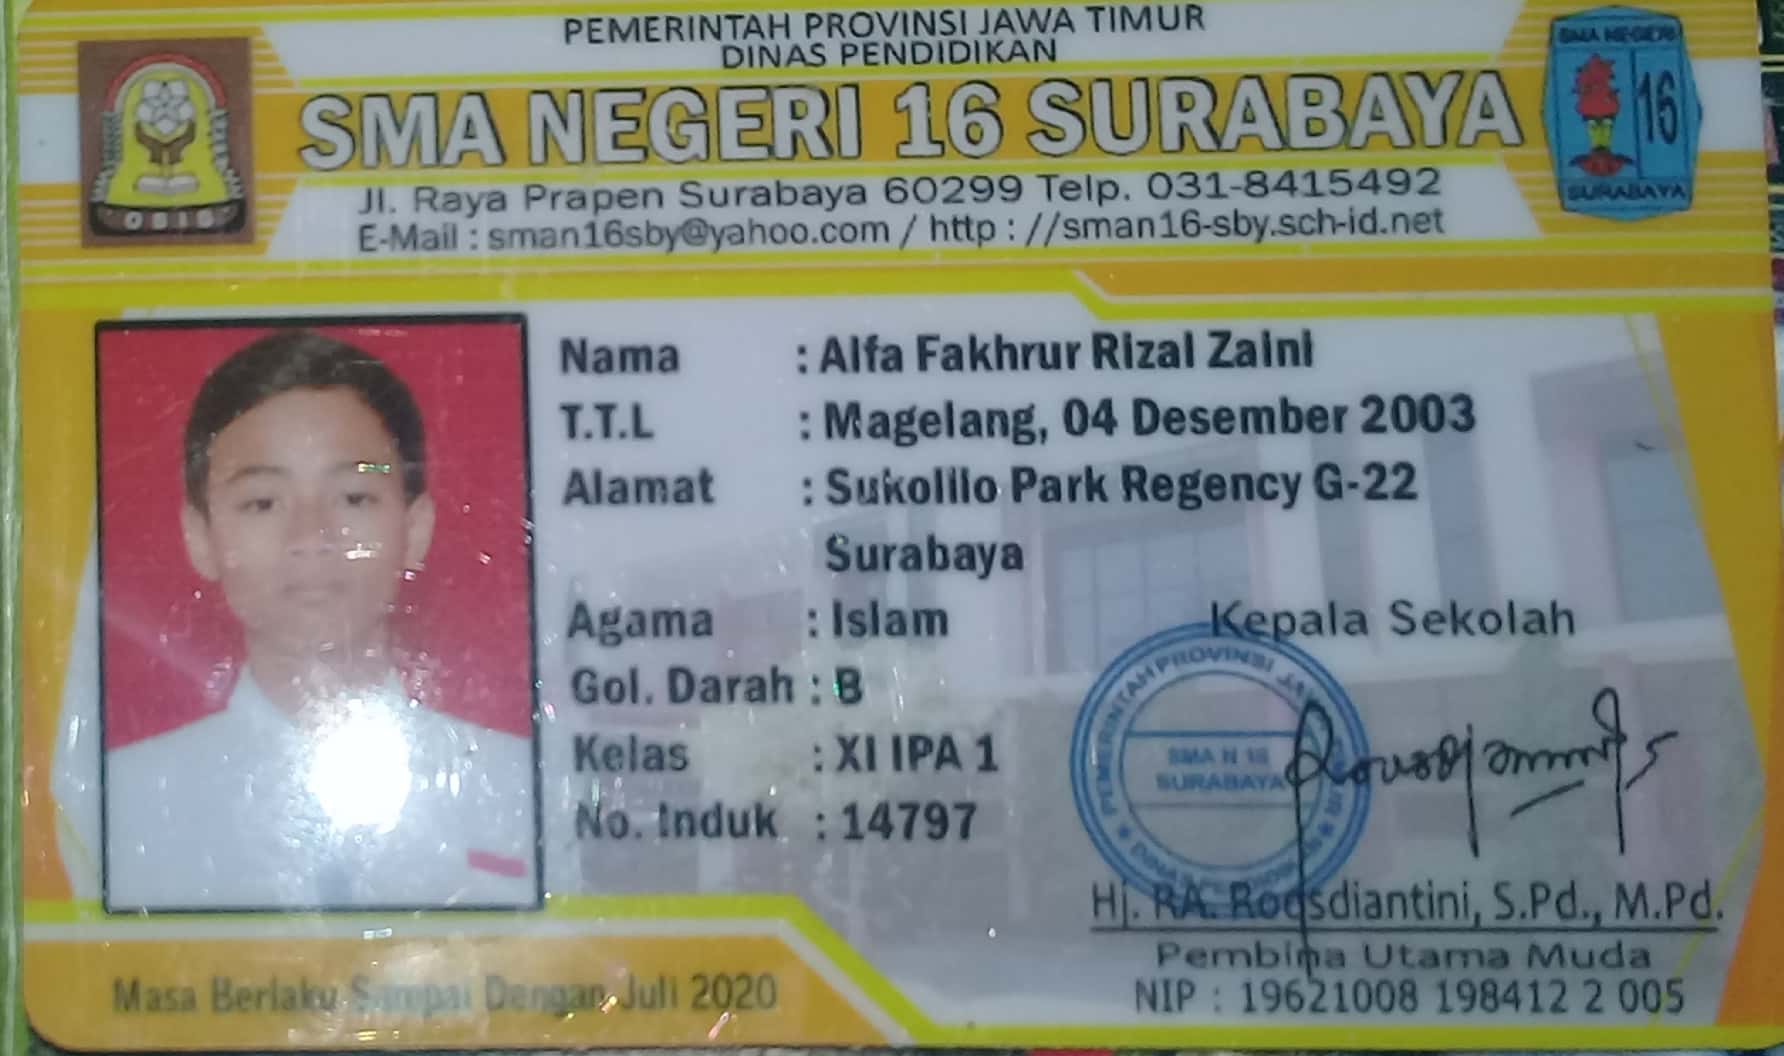 PEMERINTAH PROVINSI JAWA TIMUR
DINAS PENDIDIKAN
SMA NEGERI 16 SURABAYA
Jl. Raya Prapen Surabaya 60299 Telp. 031-8415492
E-Mail : sman16sby@yahoo.com / http : //sman16-sby.sch-id.net
OSIS
SMA NEGERI
16
SURABAYA
Nama : Alfa Fakhrur Rizal Zaini
T.T.L : Magelang, 04 Desember 2003
Alamat : Sukolilo Park Regency G-22
Surabaya
Agama : Islam
Gol. Darah : B
Kelas : XI IPA 1
No. Induk : 14797
Kepala Sekolah
PEMERINTAH PROVINSI
SMA N 16
SURABAYA
Hj. RA. Roosdiantini, S.Pd., M.Pd.
Pembina Utama Muda
NIP : 19621008 198412 2 005
Masa Berlaku Sampai Dengan Juli 2020